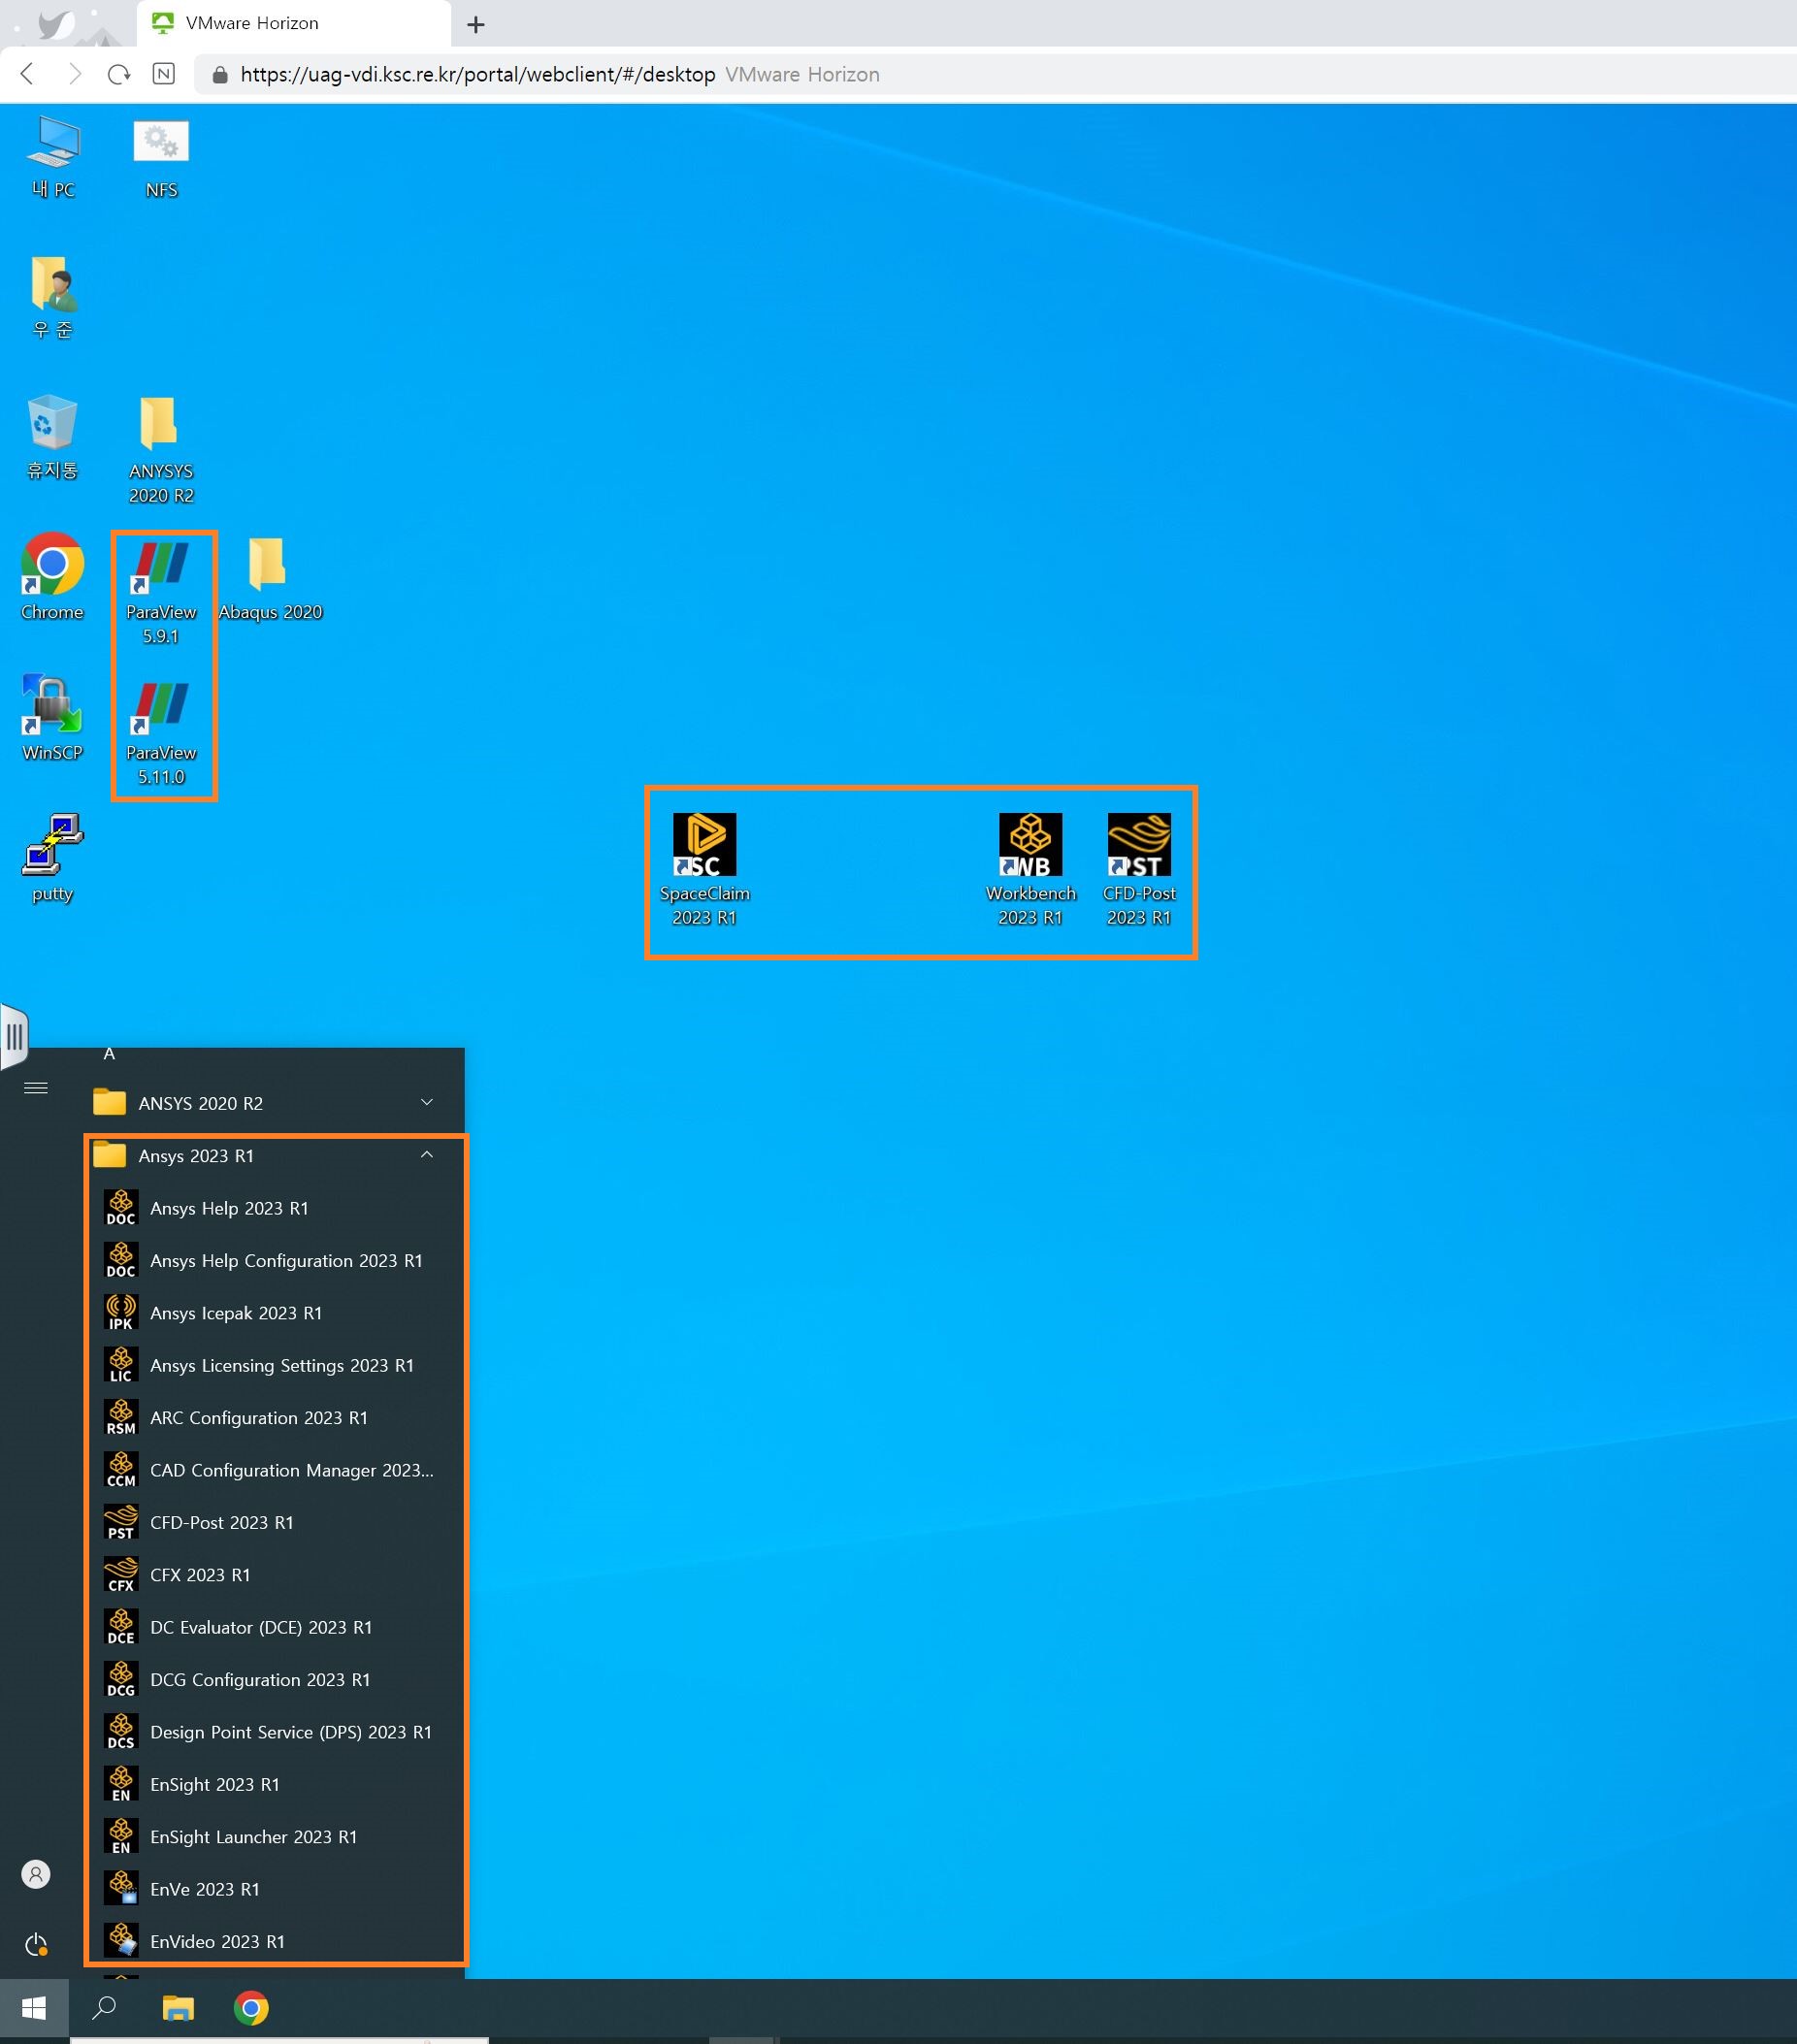 VMware Horizon
N
https://uag-vdi.ksc.re.kr/portal/webclient/#/desktop VMware Horizon
내 PC
NFS
우 준
휴지통
ANYSYS
2020 R2
Chrome
ParaView
5.9.1
Abaqus 2020
WinSCP
ParaView
5.11.0
putty
SC
SpaceClaim
2023 R1
WB
Workbench
2023 R1
PST
CFD-Post
2023 R1
A
ANSYS 2020 R2
Ansys 2023 R1
DOC Ansys Help 2023 R1
DOC Ansys Help Configuration 2023 R1
IPK Ansys Icepak 2023 R1
LIC Ansys Licensing Settings 2023 R1
RSM ARC Configuration 2023 R1
CCM CAD Configuration Manager 2023...
PST CFD-Post 2023 R1
CFX CFX 2023 R1
DCE DC Evaluator (DCE) 2023 R1
DCG DCG Configuration 2023 R1
DCS Design Point Service (DPS) 2023 R1
EN EnSight 2023 R1
EN EnSight Launcher 2023 R1
EnVe 2023 R1
EnVideo 2023 R1